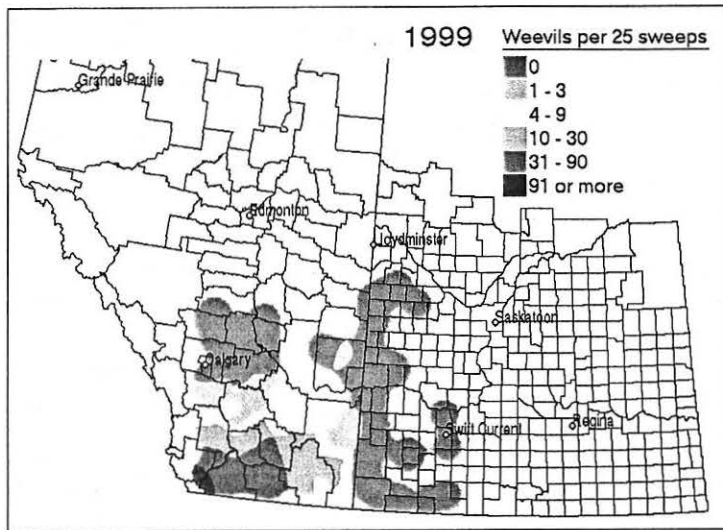 1999
Weevils per 25 sweeps
0
1 - 3
4 - 9
10 - 30
31 - 90
91 or more
Grande Prairie
Edmonton
Lloydminster
Saskatoon
Calgary
Swift Current
Regina